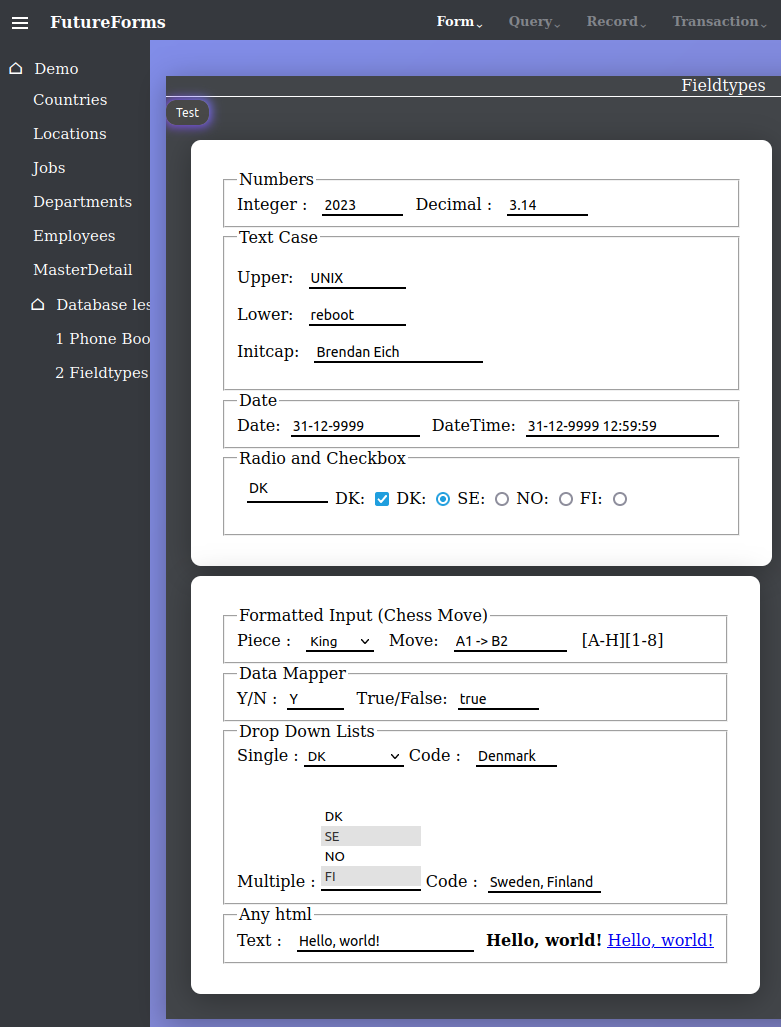 FutureForms Form Query Record Transaction
Demo
Countries
Locations
Jobs
Departments
Employees
MasterDetail
Database les
1 Phone Boo
2 Fieldtypes
Fieldtypes
Test
Numbers
Integer : 2023 Decimal : 3.14
Text Case
Upper: UNIX
Lower: reboot
Initcap: Brendan Eich
Date
Date: 31-12-9999 DateTime: 31-12-9999 12:59:59
Radio and Checkbox
DK DK: DK: SE: NO: FI:
Formatted Input (Chess Move)
Piece : King Move: A1 -> B2 [A-H][1-8]
Data Mapper
Y/N : Y True/False: true
Drop Down Lists
Single : DK Code : Denmark
DK
SE
NO
FI
Multiple : Code : Sweden, Finland
Any html
Text : Hello, world! Hello, world! Hello, world!